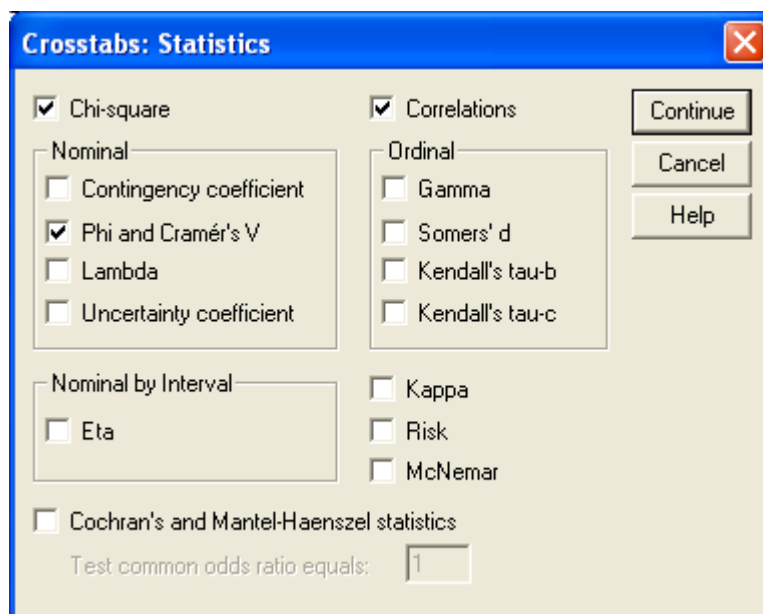 Crosstabs: Statistics
Chi-square
Correlations
Continue
Cancel
Help
Nominal
Contingency coefficient
Phi and Cramér's V
Lambda
Uncertainty coefficient
Ordinal
Gamma
Somers' d
Kendall's tau-b
Kendall's tau-c
Nominal by Interval
Eta
Kappa
Risk
McNemar
Cochran's and Mantel-Haenszel statistics
Test common odds ratio equals: 1